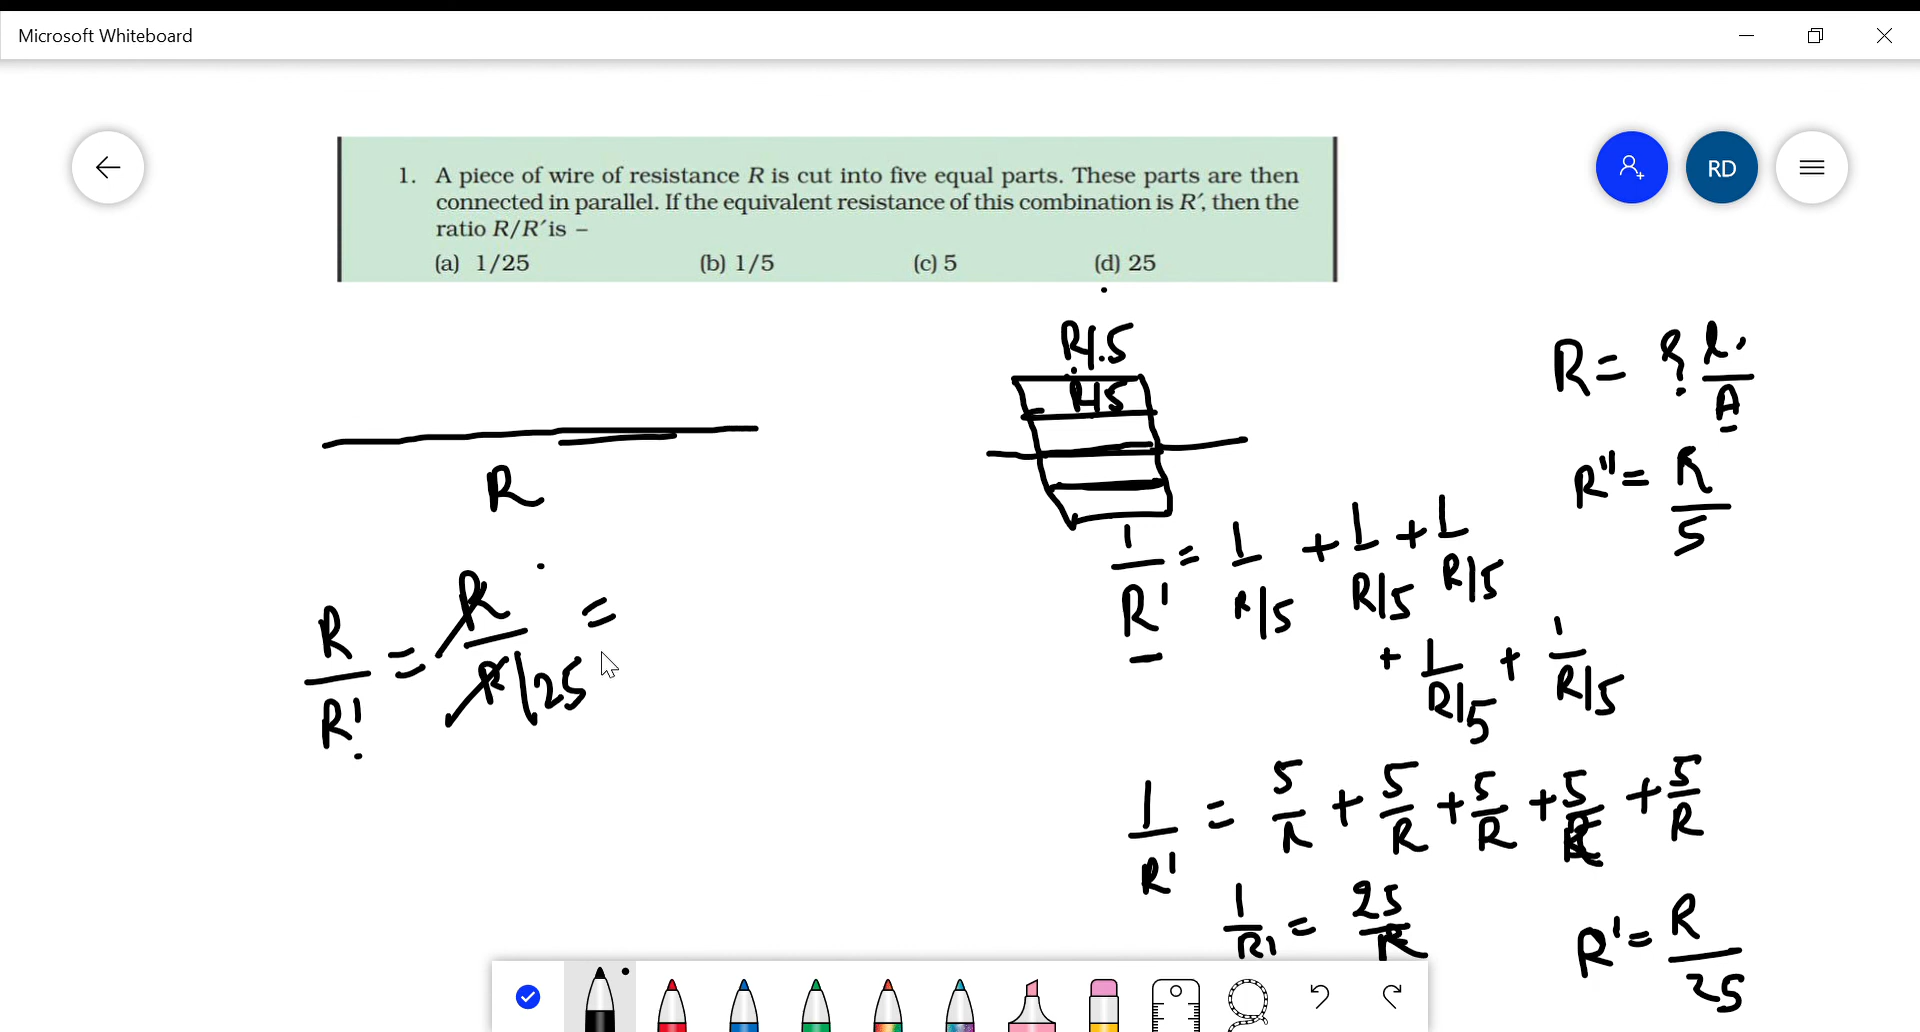 Microsoft Whiteboard
RD
1. A piece of wire of resistance R is cut into five equal parts. These parts are then
connected in parallel. If the equivalent resistance of this combination is R′, then the
ratio R/R′ is –
(a) 1/25 (b) 1/5 (c) 5 (d) 25
R/5
R/5
R = ρ l/A
R
R'' = R/5
1/R' = 1/R/5 + 1/R/5 + 1/R/5
+ 1/R/5 + 1/R/5
R/R' = R/R/25 =
1/R' = 5/R + 5/R + 5/R + 5/R + 5/R
1/R' = 25/R
R' = R/25